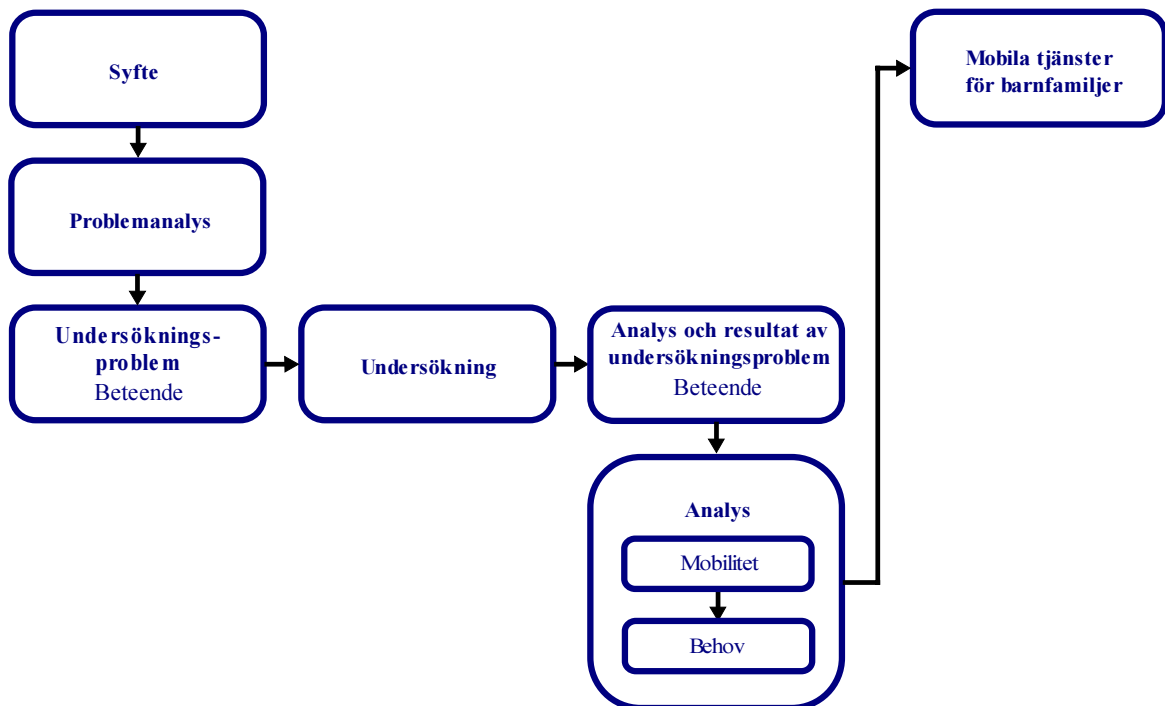 Syfte
Problemanalys
Undersöknings-
problem
Beteende
Undersökning
Analys och resultat av
undersökningsproblem
Beteende
Analys
Mobilitet
Behov
Mobila tjänster
för barnfamiljer